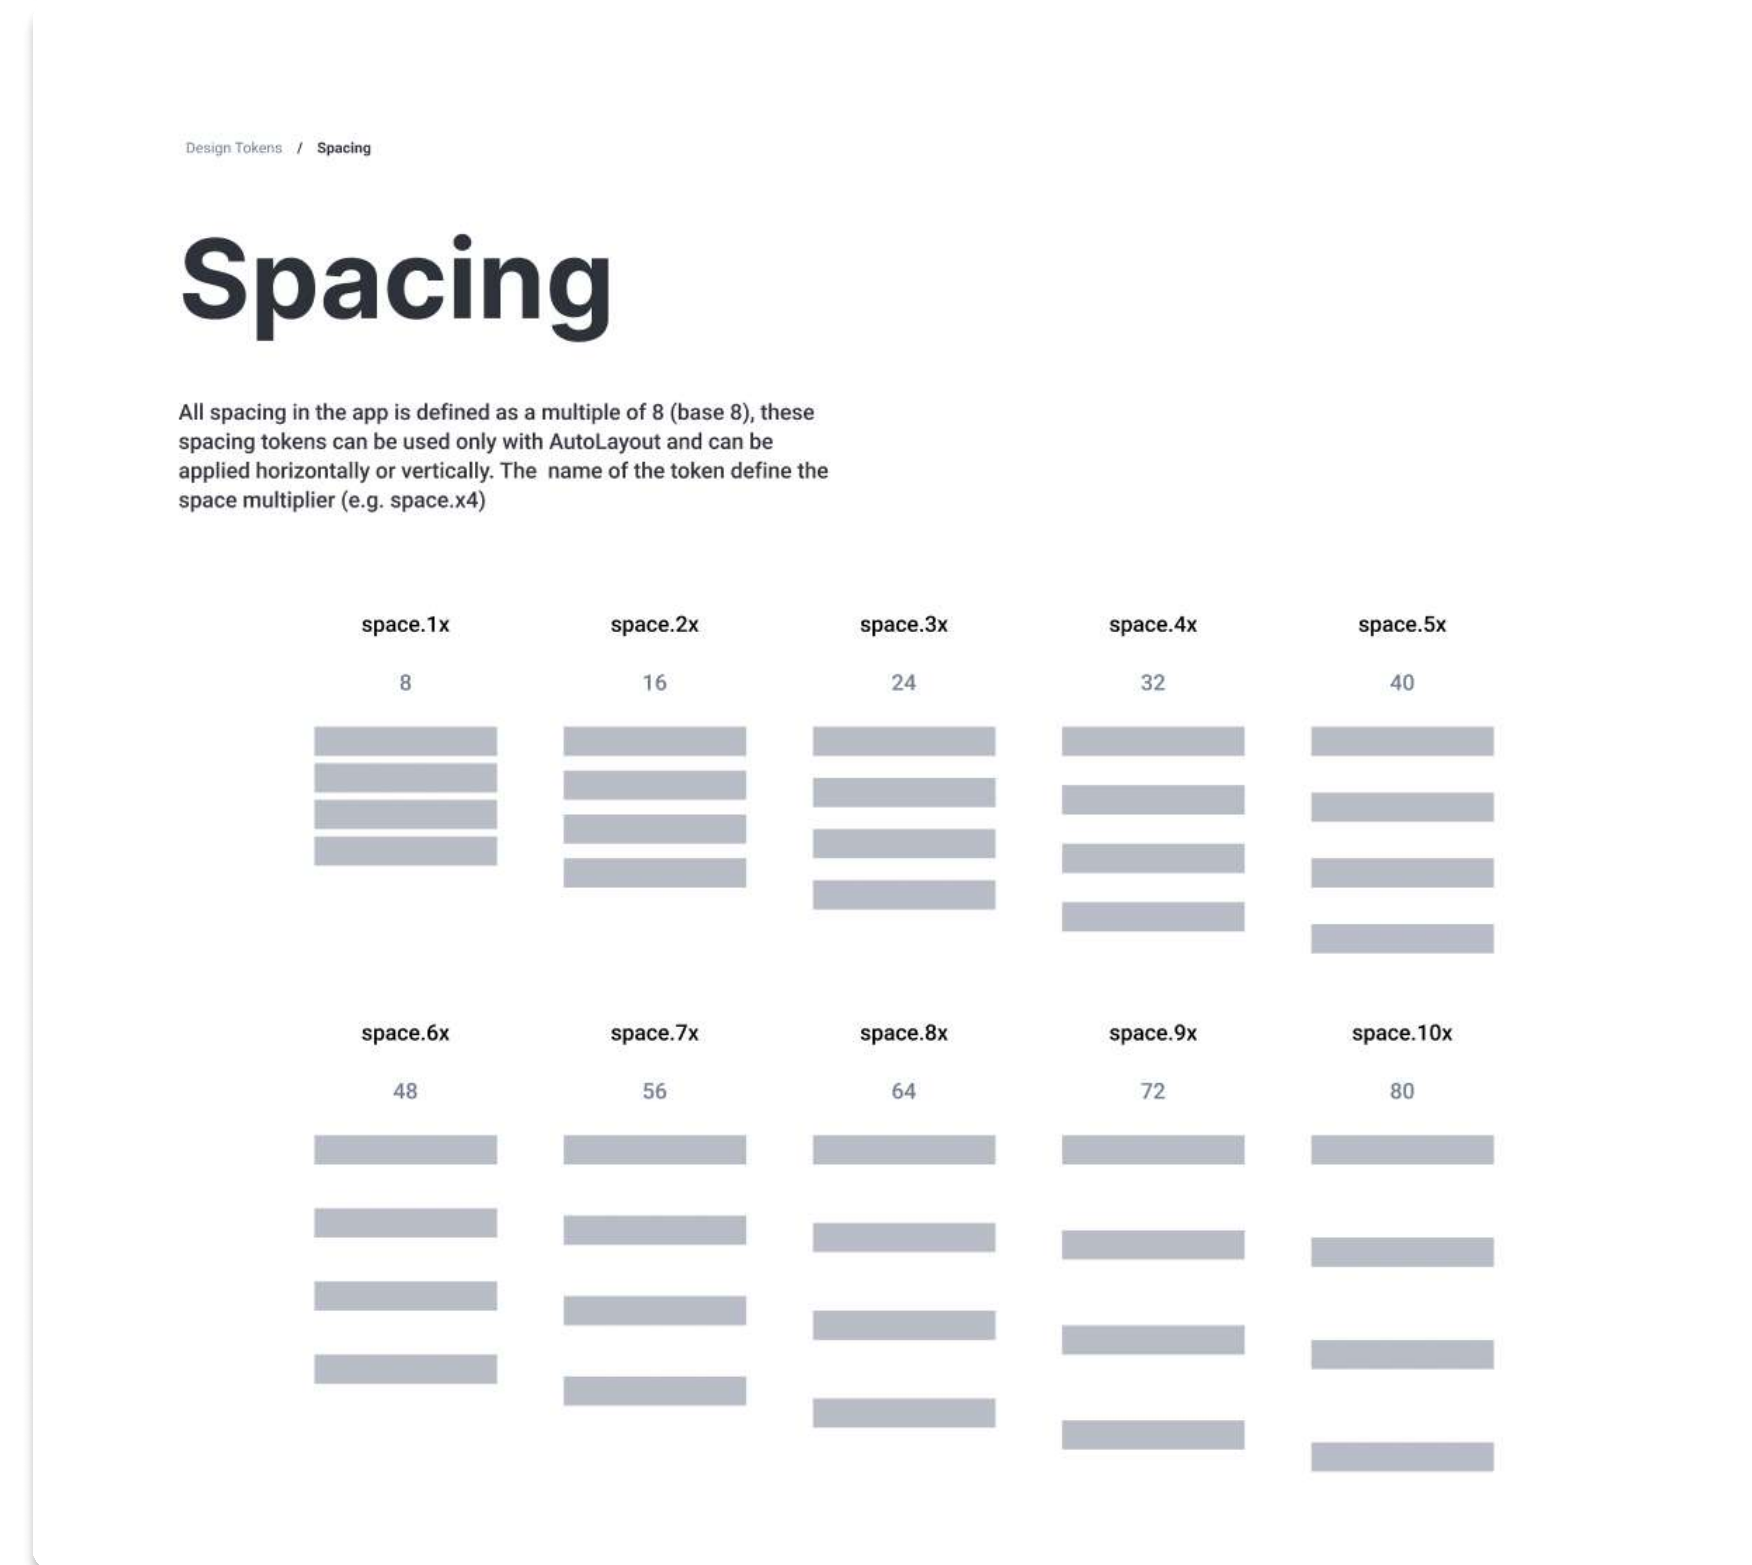 Design Tokens / Spacing
Spacing
All spacing in the app is defined as a multiple of 8 (base 8), these
spacing tokens can be used only with AutoLayout and can be
applied horizontally or vertically. The  name of the token define the
space multiplier (e.g. space.x4)
space.1x space.2x space.3x space.4x space.5x
8 16 24 32 40
space.6x space.7x space.8x space.9x space.10x
48 56 64 72 80